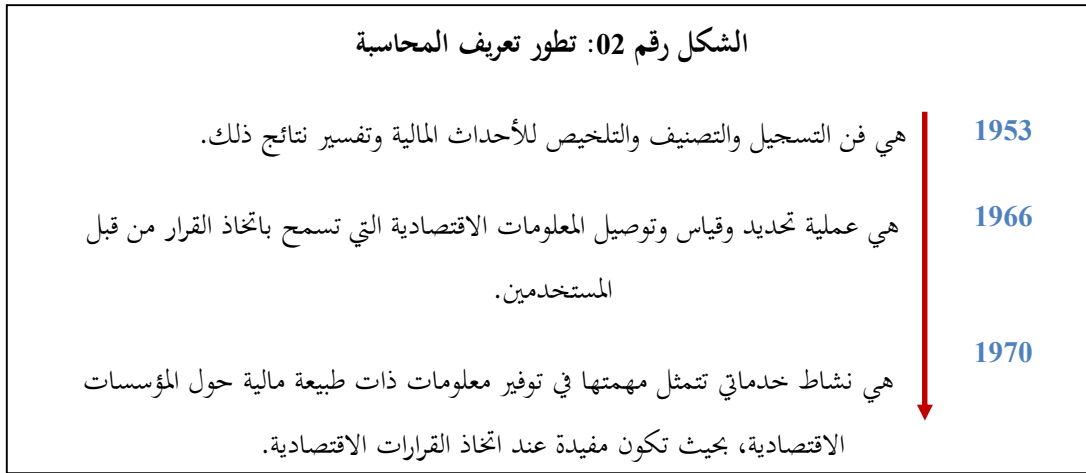 الشكل رقم 02: تطور تعريف المحاسبة
1953 هي فن التسجيل والتصنيف والتلخيص للأحداث المالية وتفسير نتائج ذلك.
1966 هي عملية تحديد وقياس وتوصيل المعلومات الاقتصادية التي تسمح باتخاذ القرار من قبل
المستخدمين.
1970
هي نشاط خدماتي تتمثل مهمتها في توفير معلومات ذات طبيعة مالية حول المؤسسات
الاقتصادية، بحيث تكون مفيدة عند اتخاذ القرارات الاقتصادية.